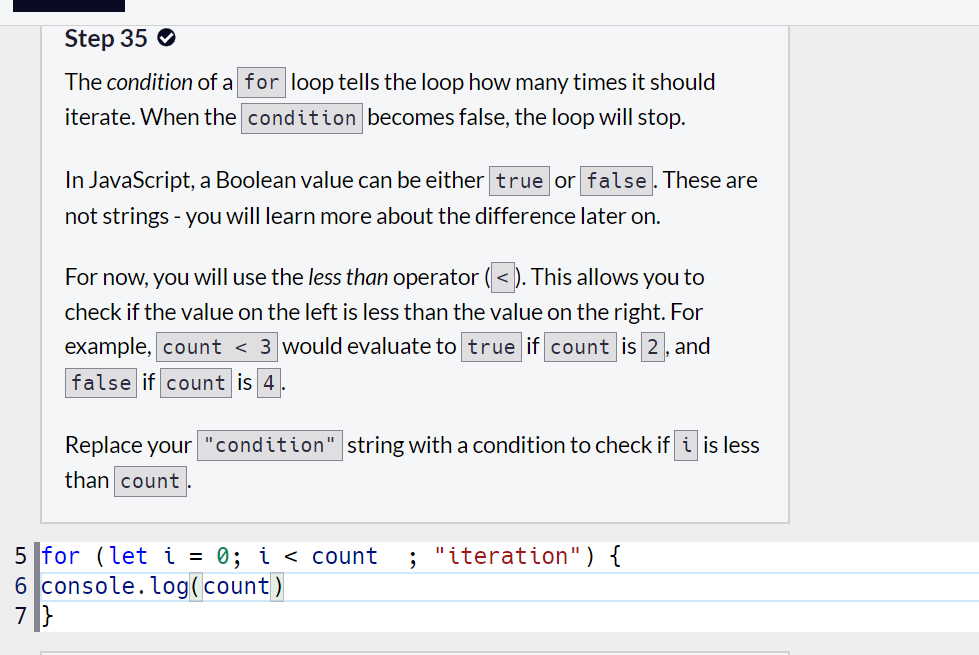 Step 35
The condition of a for loop tells the loop how many times it should
iterate. When the condition becomes false, the loop will stop.
In JavaScript, a Boolean value can be either true or false. These are
not strings - you will learn more about the difference later on.
For now, you will use the less than operator (<). This allows you to
check if the value on the left is less than the value on the right. For
example, count < 3 would evaluate to true if count is 2, and
false if count is 4.
Replace your "condition" string with a condition to check if i is less
than count.
5 for (let i = 0; i < count  ; "iteration") {
6 console.log(count)
7 }